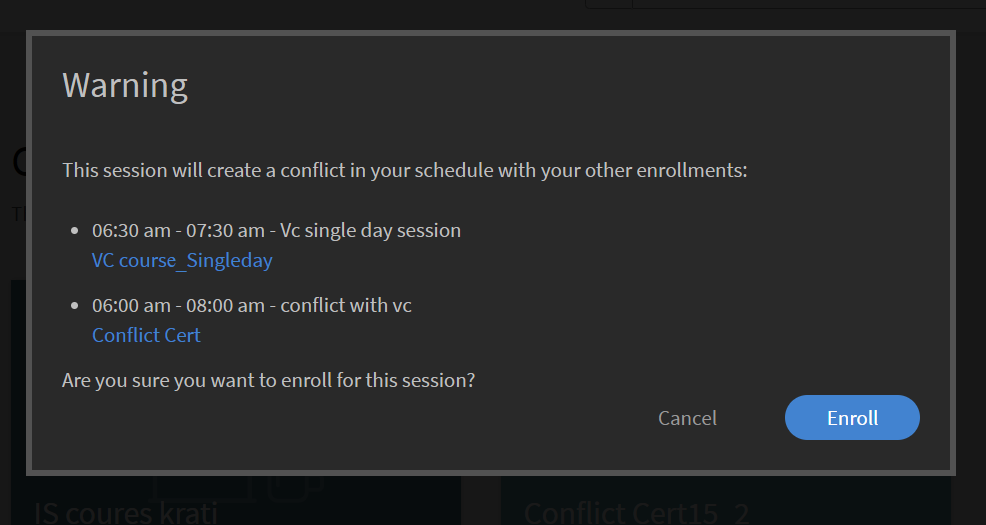 Warning
This session will create a conflict in your schedule with your other enrollments:
06:30 am - 07:30 am - Vc single day session
VC course_Singleday
06:00 am - 08:00 am - conflict with vc
Conflict Cert
Are you sure you want to enroll for this session?
Cancel
Enroll
IS coures krati
Conflict Cert15_2